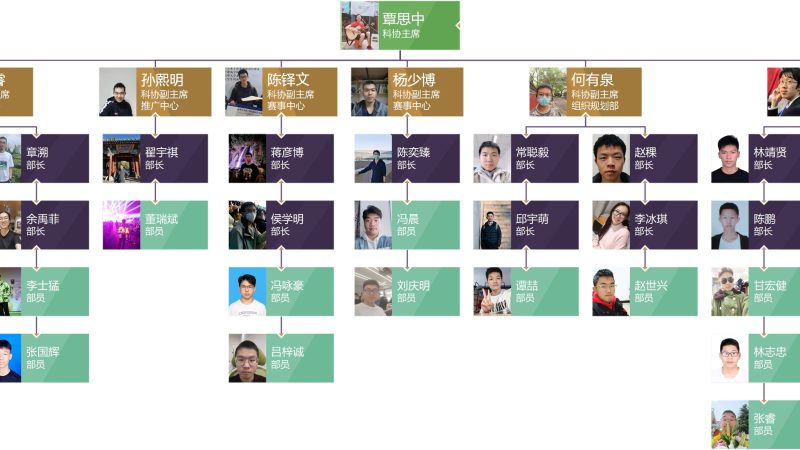 覃思中
科协主席
睿
席
孙熙明
科协副主席
推广中心
陈铎文
科协副主席
赛事中心
杨少博
科协副主席
赛事中心
何有泉
科协副主席
组织规划部
章溯
部长
翟宇祺
部长
蒋彦博
部长
陈奕臻
部长
常聪毅
部长
赵稞
部长
林靖贤
部长
余禹菲
部长
董瑞斌
部员
侯学明
部长
冯晨
部员
邱宇萌
部长
李冰琪
部长
陈鹏
部长
李士猛
部员
冯咏豪
部员
刘庆明
部员
谭喆
部员
赵世兴
部员
甘宏健
部员
张国辉
部员
吕梓诚
部员
林志忠
部员
张睿
部员